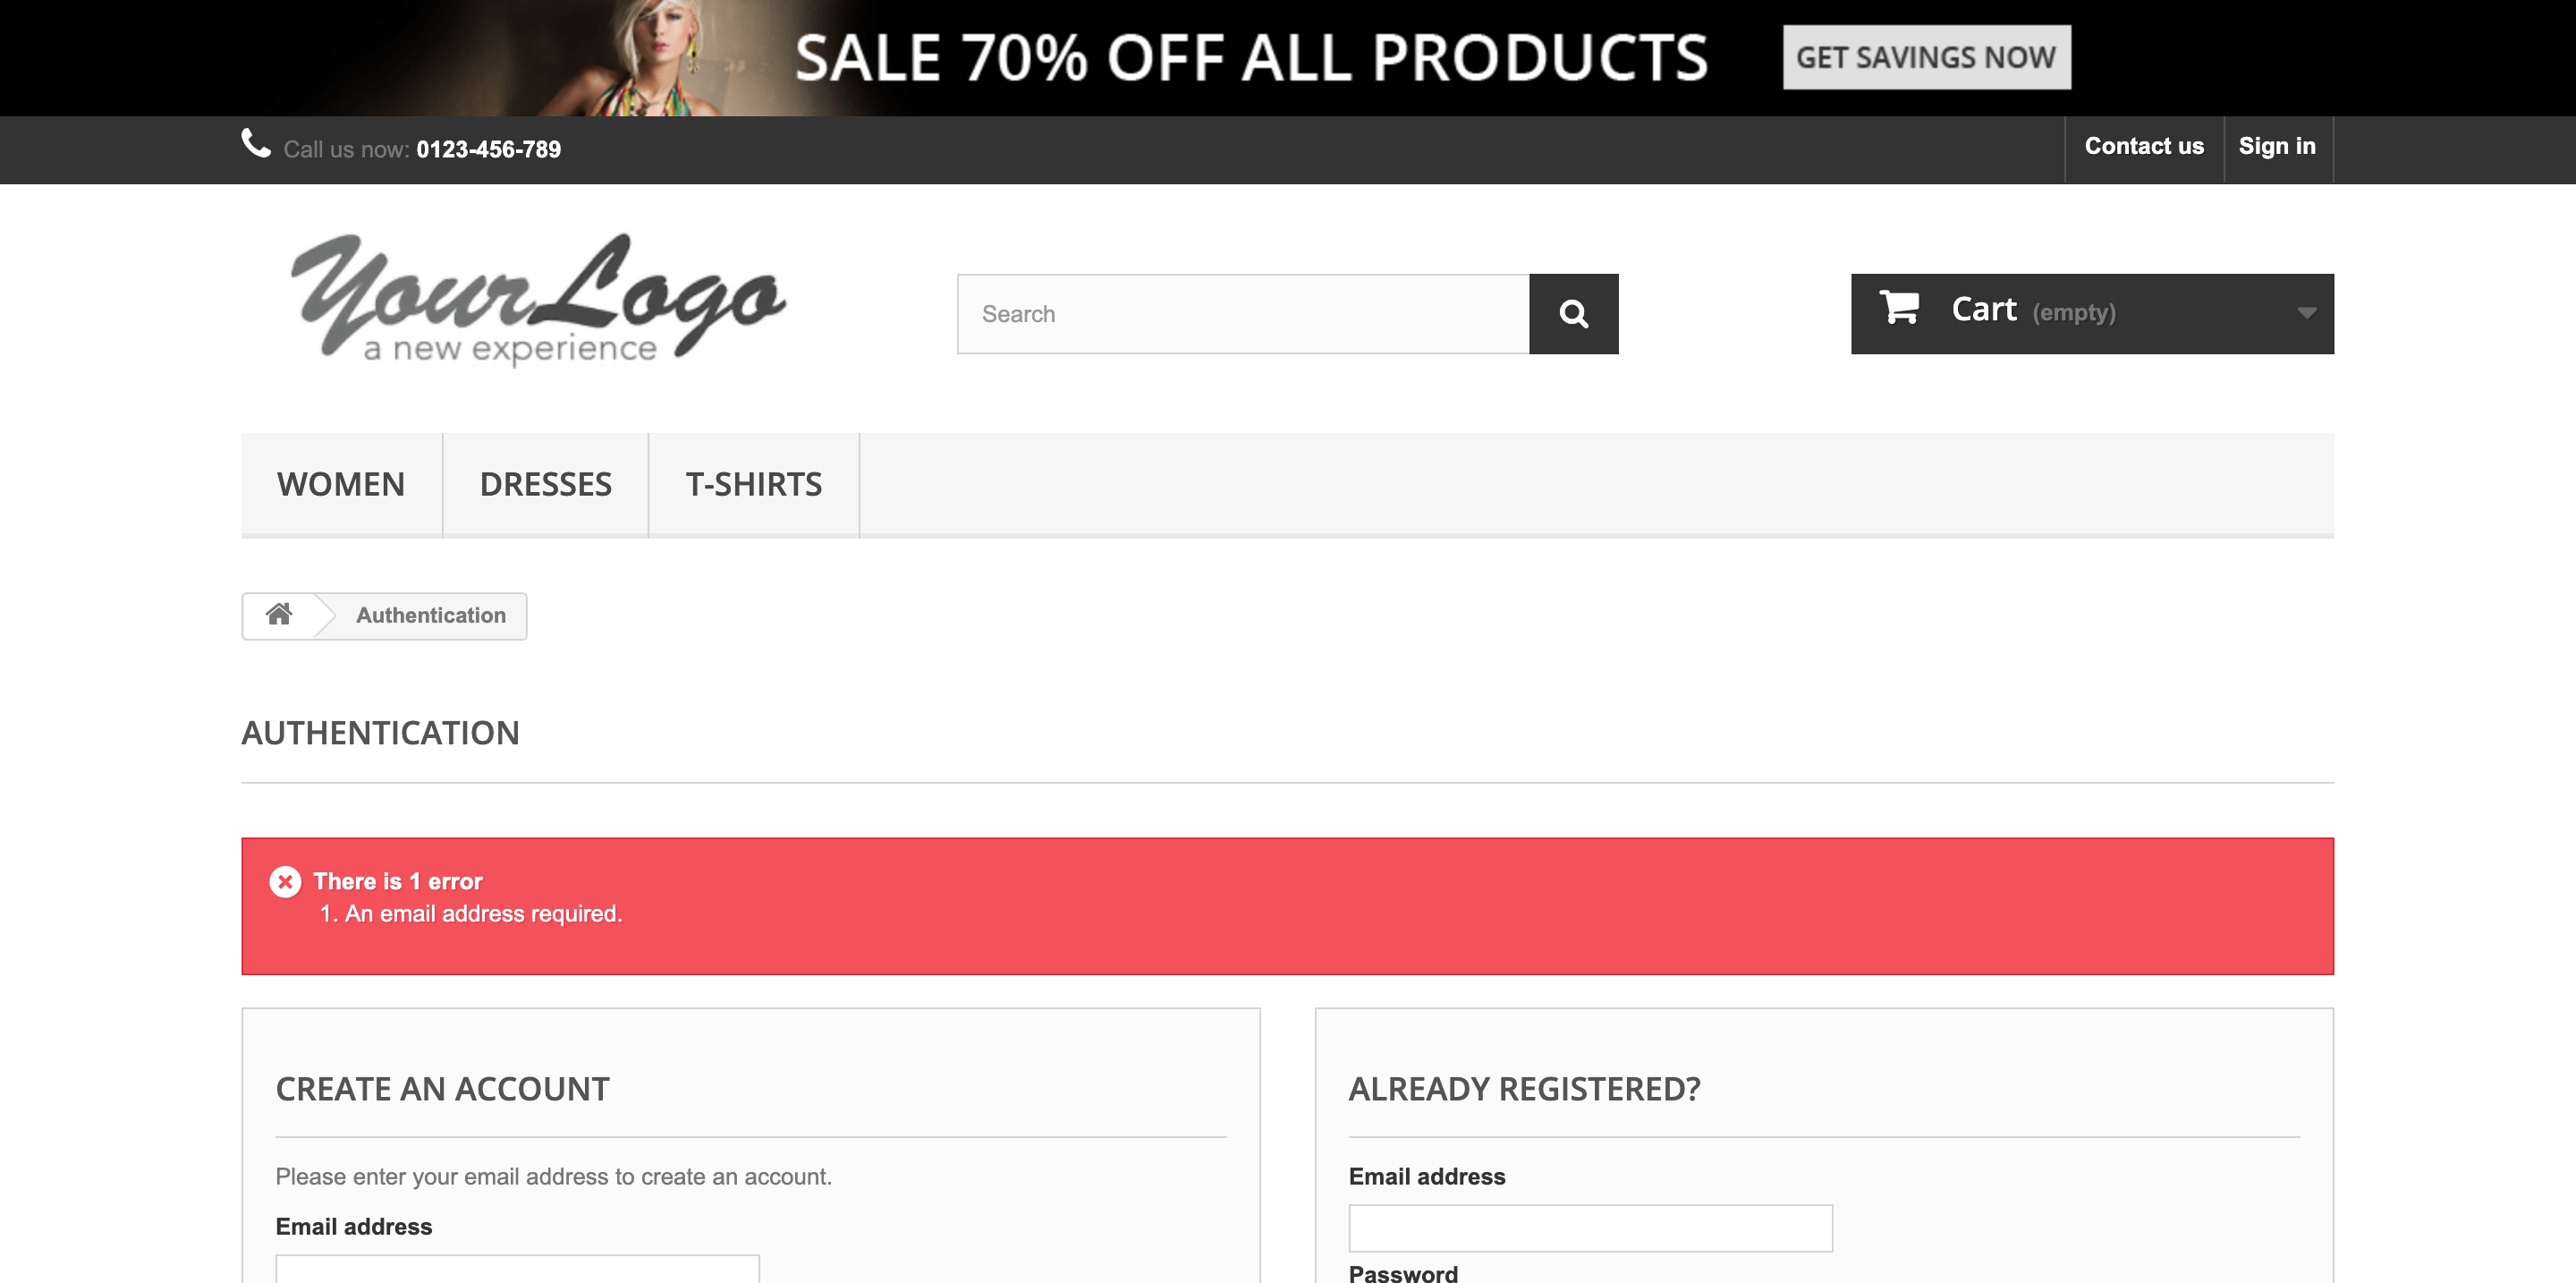 SALE 70% OFF ALL PRODUCTS
GET SAVINGS NOW
Call us now: 0123-456-789
Contact us
Sign in
YourLogo
a new experience
Search
Cart (empty)
WOMEN
DRESSES
T-SHIRTS
Authentication
AUTHENTICATION
There is 1 error
1. An email address required.
CREATE AN ACCOUNT
Please enter your email address to create an account.
Email address
ALREADY REGISTERED?
Email address
Password